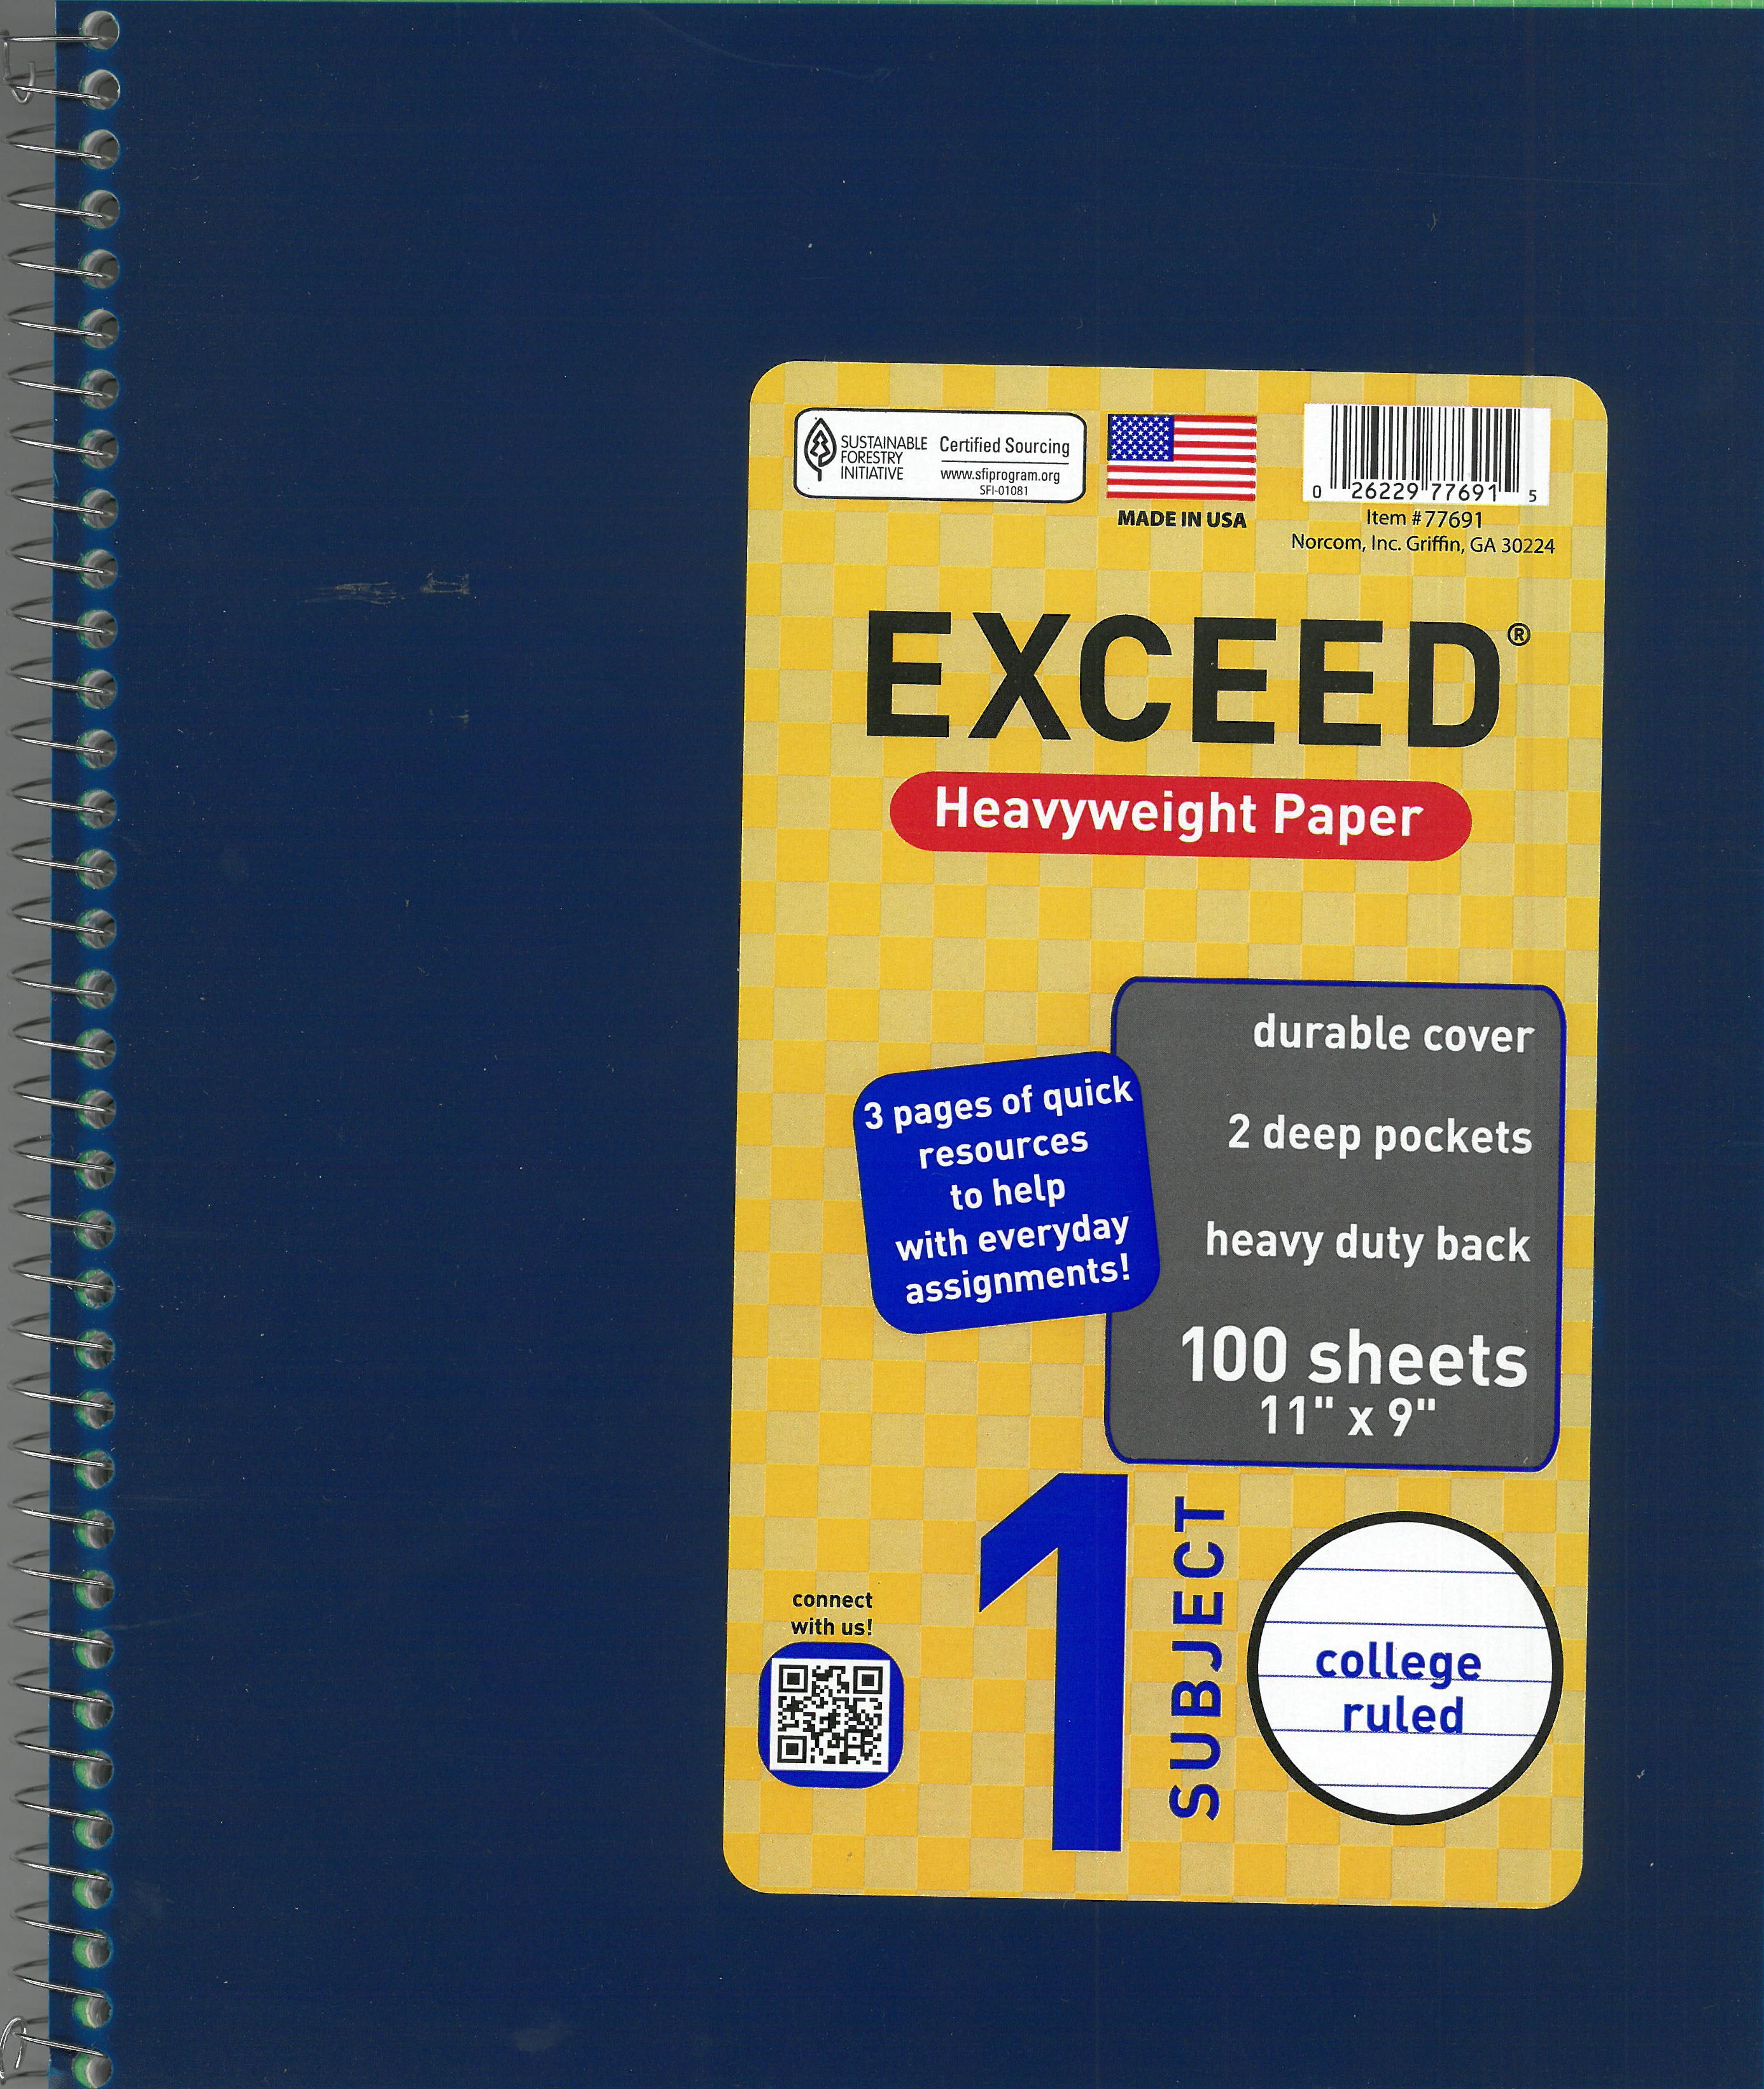 SUSTAINABLE
FORESTRY
INITIATIVE
Certified Sourcing
www.sfiprogram.org
SFI-01081
MADE IN USA
0 26229 77691 5
Item #77691
Norcom, Inc. Griffin, GA 30224
EXCEED®
Heavyweight Paper
durable cover
2 deep pockets
heavy duty back
100 sheets
11" x 9"
3 pages of quick
resources
to help
with everyday
assignments!
1
SUBJECT
college
ruled
connect
with us!